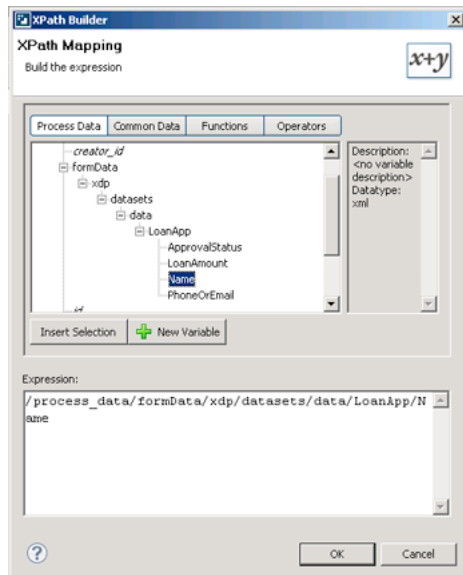 XPath Builder
XPath Mapping
Build the expression
x+y
Process Data Common Data Functions Operators
creator_id
formData
xdp
datasets
data
LoanApp
ApprovalStatus
LoanAmount
Name
PhoneOrEmail
id
Description:
<no variable
description>
Datatype:
xml
Insert Selection New Variable
Expression:
/process_data/formData/xdp/datasets/data/LoanApp/N
ame
?
OK Cancel